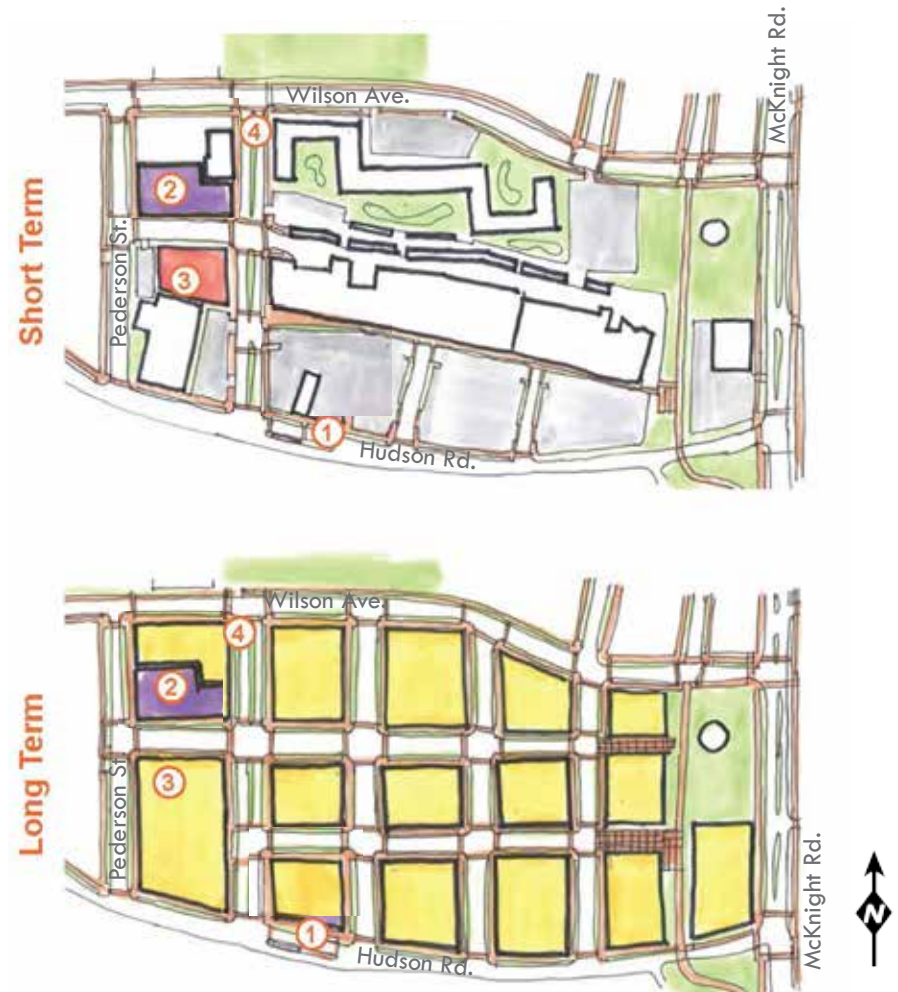 Short Term
McKnight Rd.
Wilson Ave.
4
2
3
Pederson St.
1
Hudson Rd.
Long Term
Wilson Ave.
4
2
3
Pederson St
1
Hudson Rd.
McKnight Rd.
N